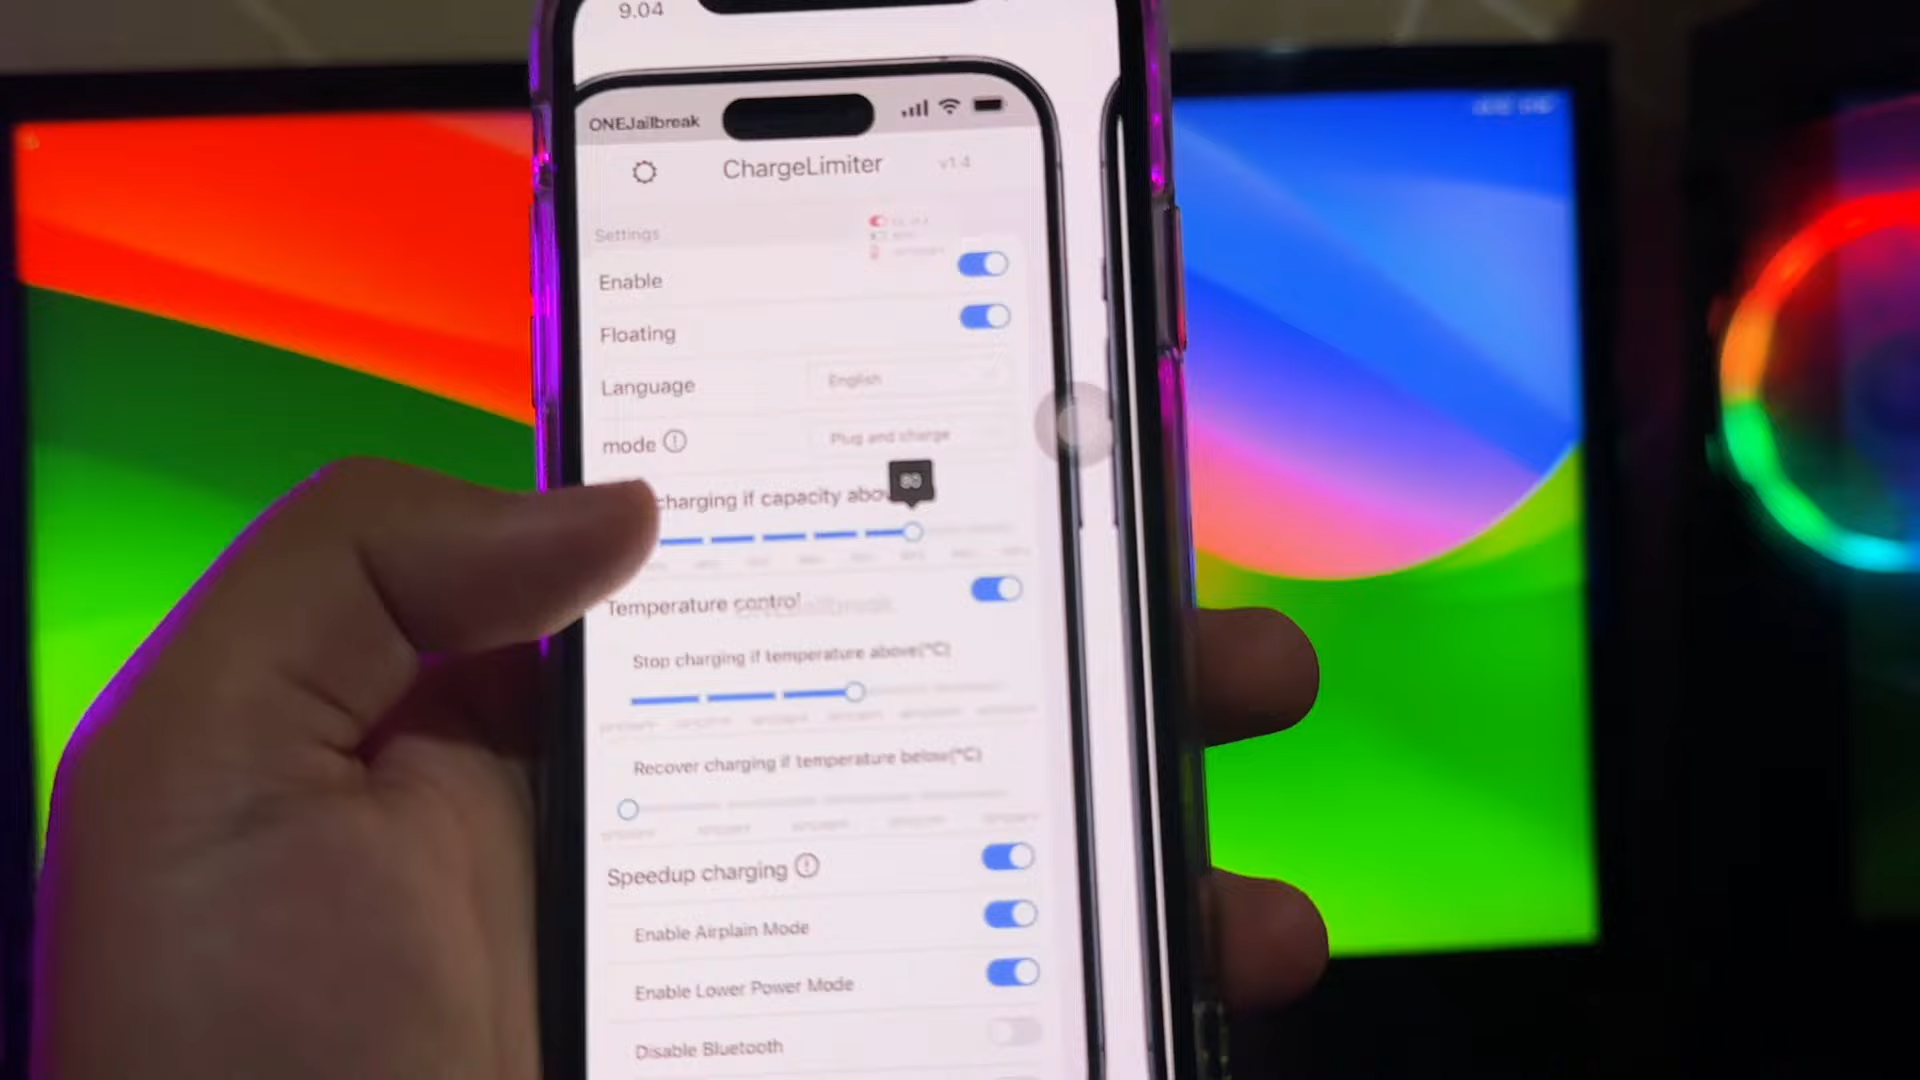 9.04
ONEJailbreak
ChargeLimiter v1.4
Settings
Enable
Floating
Language English
mode Plug and charge
80
charging if capacity abo
Temperature control
Stop charging if temperature above(°C)
Recover charging if temperature below(°C)
Speedup charging
Enable Airplain Mode
Enable Lower Power Mode
Disable Bluetooth